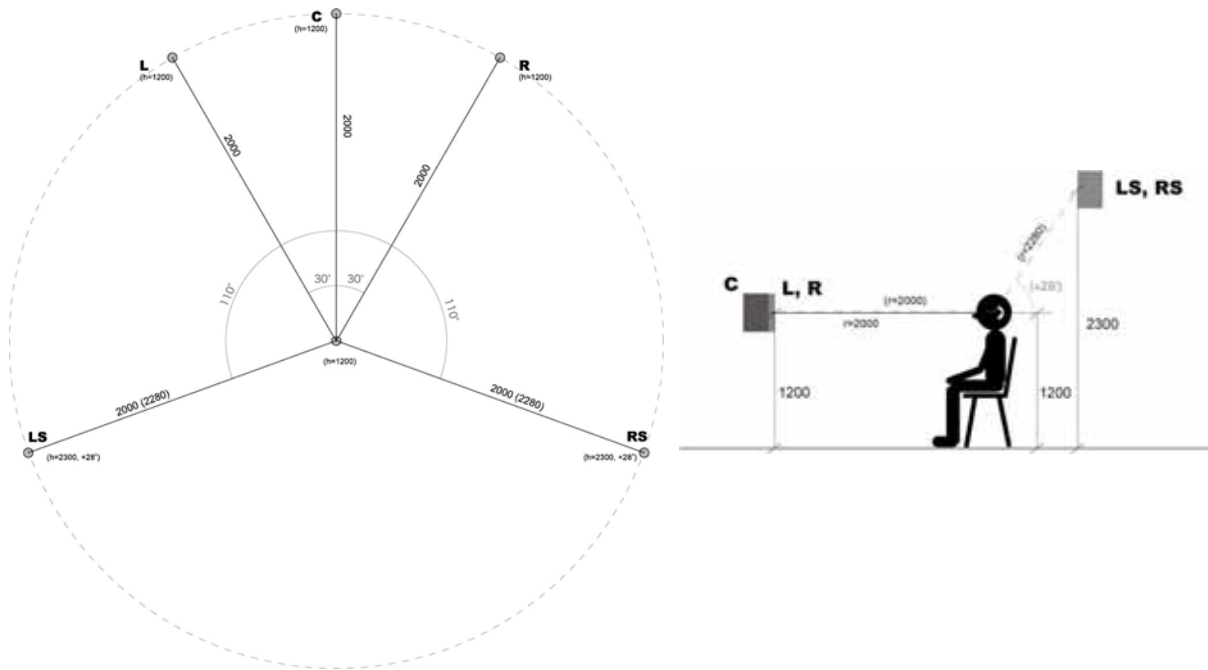 C
(h=1200)
L
(h=1200)
R
(h=1200)
2000
2000
2000
30°
30°
110°
110°
(h=1200)
2000 (2280)
2000 (2280)
LS
(h=2300, +28°)
RS
(h=2300, +28°)
LS, RS
(r=2280)
C
L, R
(r=2000)
r=2000
(+28°)
2300
1200
1200